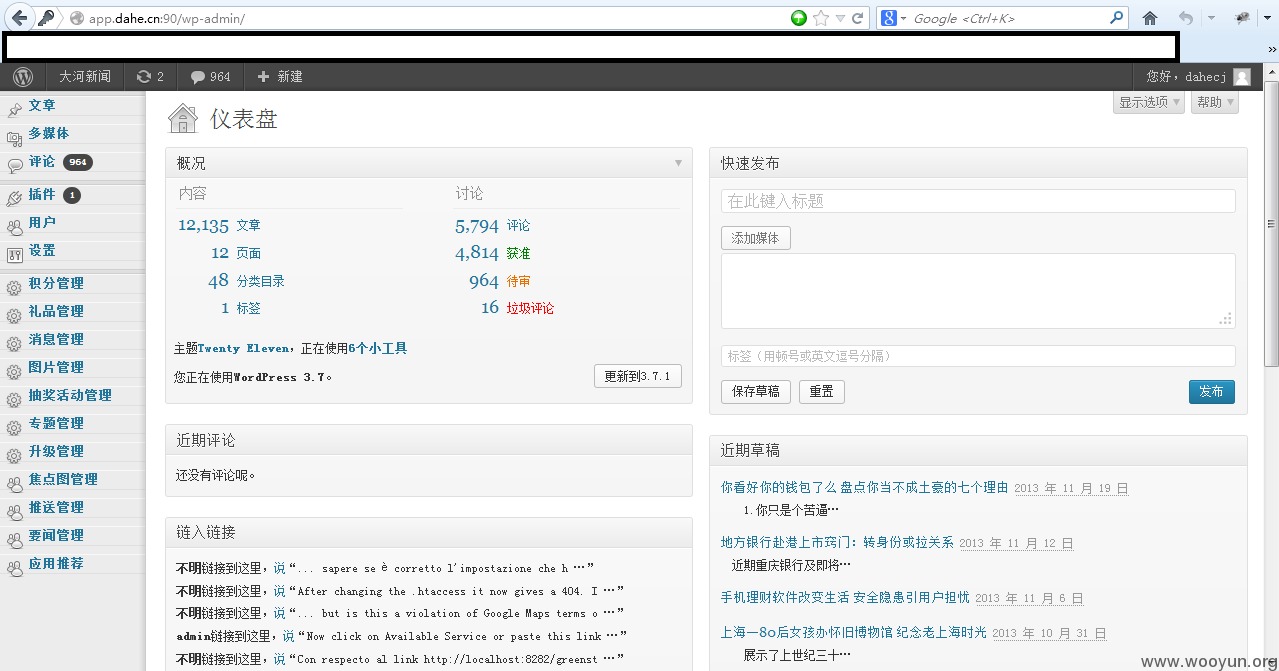 app.dahe.cn:90/wp-admin/
Google <Ctrl+K>
大河新闻 2 964 新建
您好，dahecj
显示选项 帮助
文章
多媒体
评论 964
插件 1
用户
设置
积分管理
礼品管理
消息管理
图片管理
抽奖活动管理
专题管理
升级管理
焦点图管理
推送管理
要闻管理
应用推荐
仪表盘
概况
内容 讨论
12,135 文章 5,794 评论
12 页面 4,814 获准
48 分类目录 964 待审
1 标签 16 垃圾评论
主题Twenty Eleven，正在使用6个小工具
您正在使用WordPress 3.7。 更新到3.7.1
近期评论
还没有评论呢。
链入链接
不明链接到这里，说“... sapere se è corretto l'impostazione che h …”
不明链接到这里，说“After changing the .htaccess it now gives a 404. I …”
不明链接到这里，说“... but is this a violation of Google Maps terms o …”
admin链接到这里，说“Now click on Available Service or paste this link …”
不明链接到这里，说“Con respecto al link http://localhost:8282/greenst …”
快速发布
在此键入标题
添加媒体
标签（用顿号或英文逗号分隔）
保存草稿 重置 发布
近期草稿
你看好你的钱包了么 盘点你当不成土豪的七个理由 2013 年 11 月 19 日
1. 你只是个苦逼…
地方银行赴港上市窍门：转身份或拉关系 2013 年 11 月 12 日
近期重庆银行及即将…
手机理财软件改变生活 安全隐患引用户担忧 2013 年 11 月 6 日
上海一80后女孩办怀旧博物馆 纪念老上海时光 2013 年 10 月 31 日
展示了上世纪三十…
www.wooyun.org